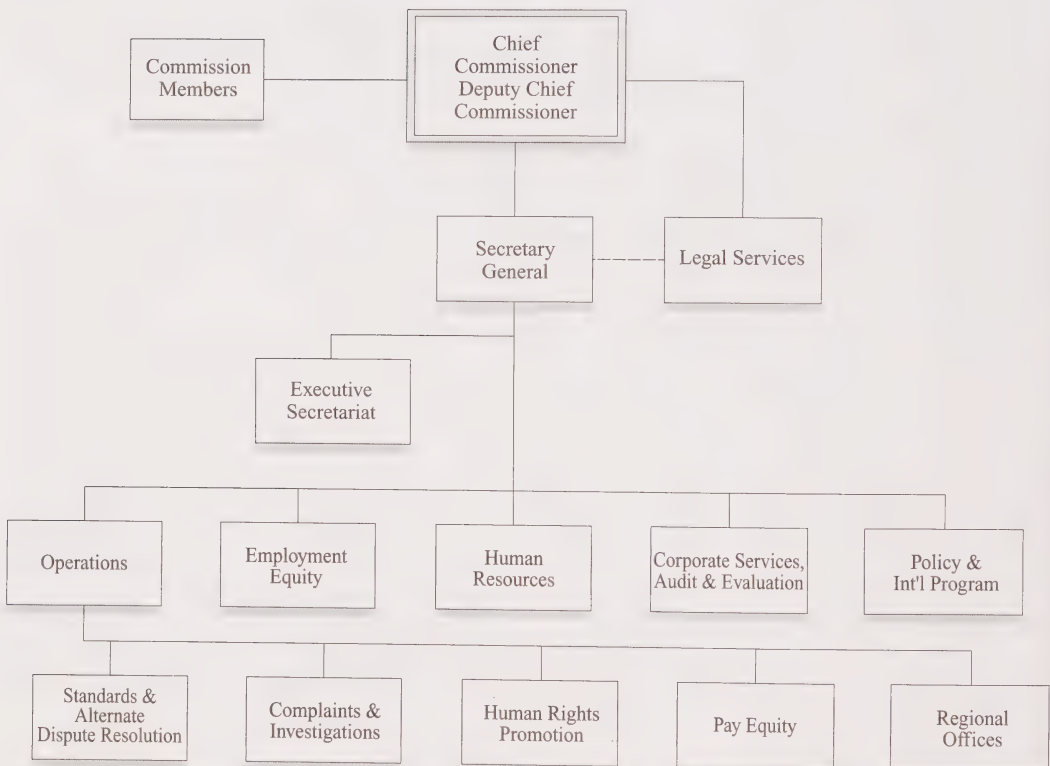 Commission
Members
Chief
Commissioner
Deputy Chief
Commissioner
Secretary
General
Legal Services
Executive
Secretariat
Operations
Employment
Equity
Human
Resources
Corporate Services,
Audit & Evaluation
Policy &
Int'l Program
Standards &
Alternate
Dispute Resolution
Complaints &
Investigations
Human Rights
Promotion
Pay Equity
Regional
Offices